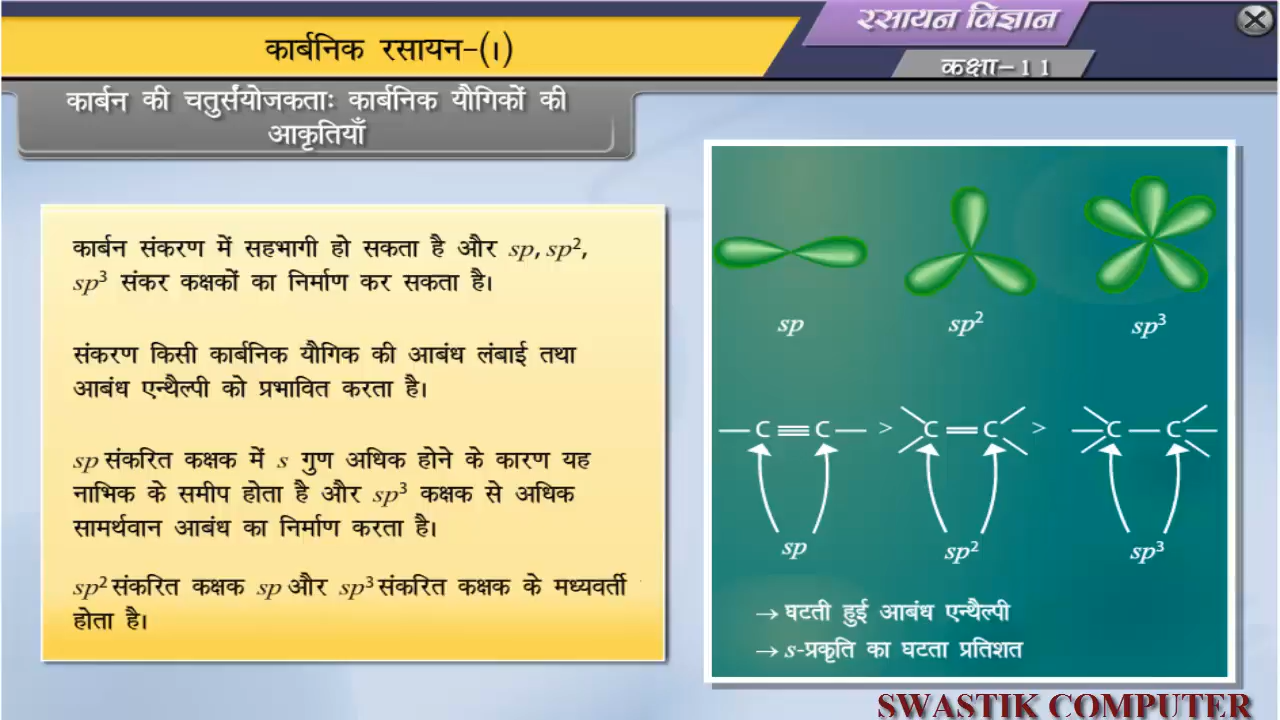 रसायन विज्ञान
कार्बनिक रसायन-(I)
कक्षा-11
कार्बन की चतुर्संयोजकताः कार्बनिक यौगिकों की
आकृतियाँ
कार्बन संकरण में सहभागी हो सकता है और sp, sp²,
sp³ संकर कक्षकों का निर्माण कर सकता है।
संकरण किसी कार्बनिक यौगिक की आबंध लंबाई तथा
आबंध एन्थैल्पी को प्रभावित करता है।
sp संकरित कक्षक में s गुण अधिक होने के कारण यह
नाभिक के समीप होता है और sp³ कक्षक से अधिक
सामर्थवान आबंध का निर्माण करता है।
sp² संकरित कक्षक sp और sp³ संकरित कक्षक के मध्यवर्ती
होता है।
sp sp² sp³
—C≡C— > C=C > C—C
sp sp² sp³
→ घटती हुई आबंध एन्थैल्पी
→ s-प्रकृति का घटता प्रतिशत
SWASTIK COMPUTER